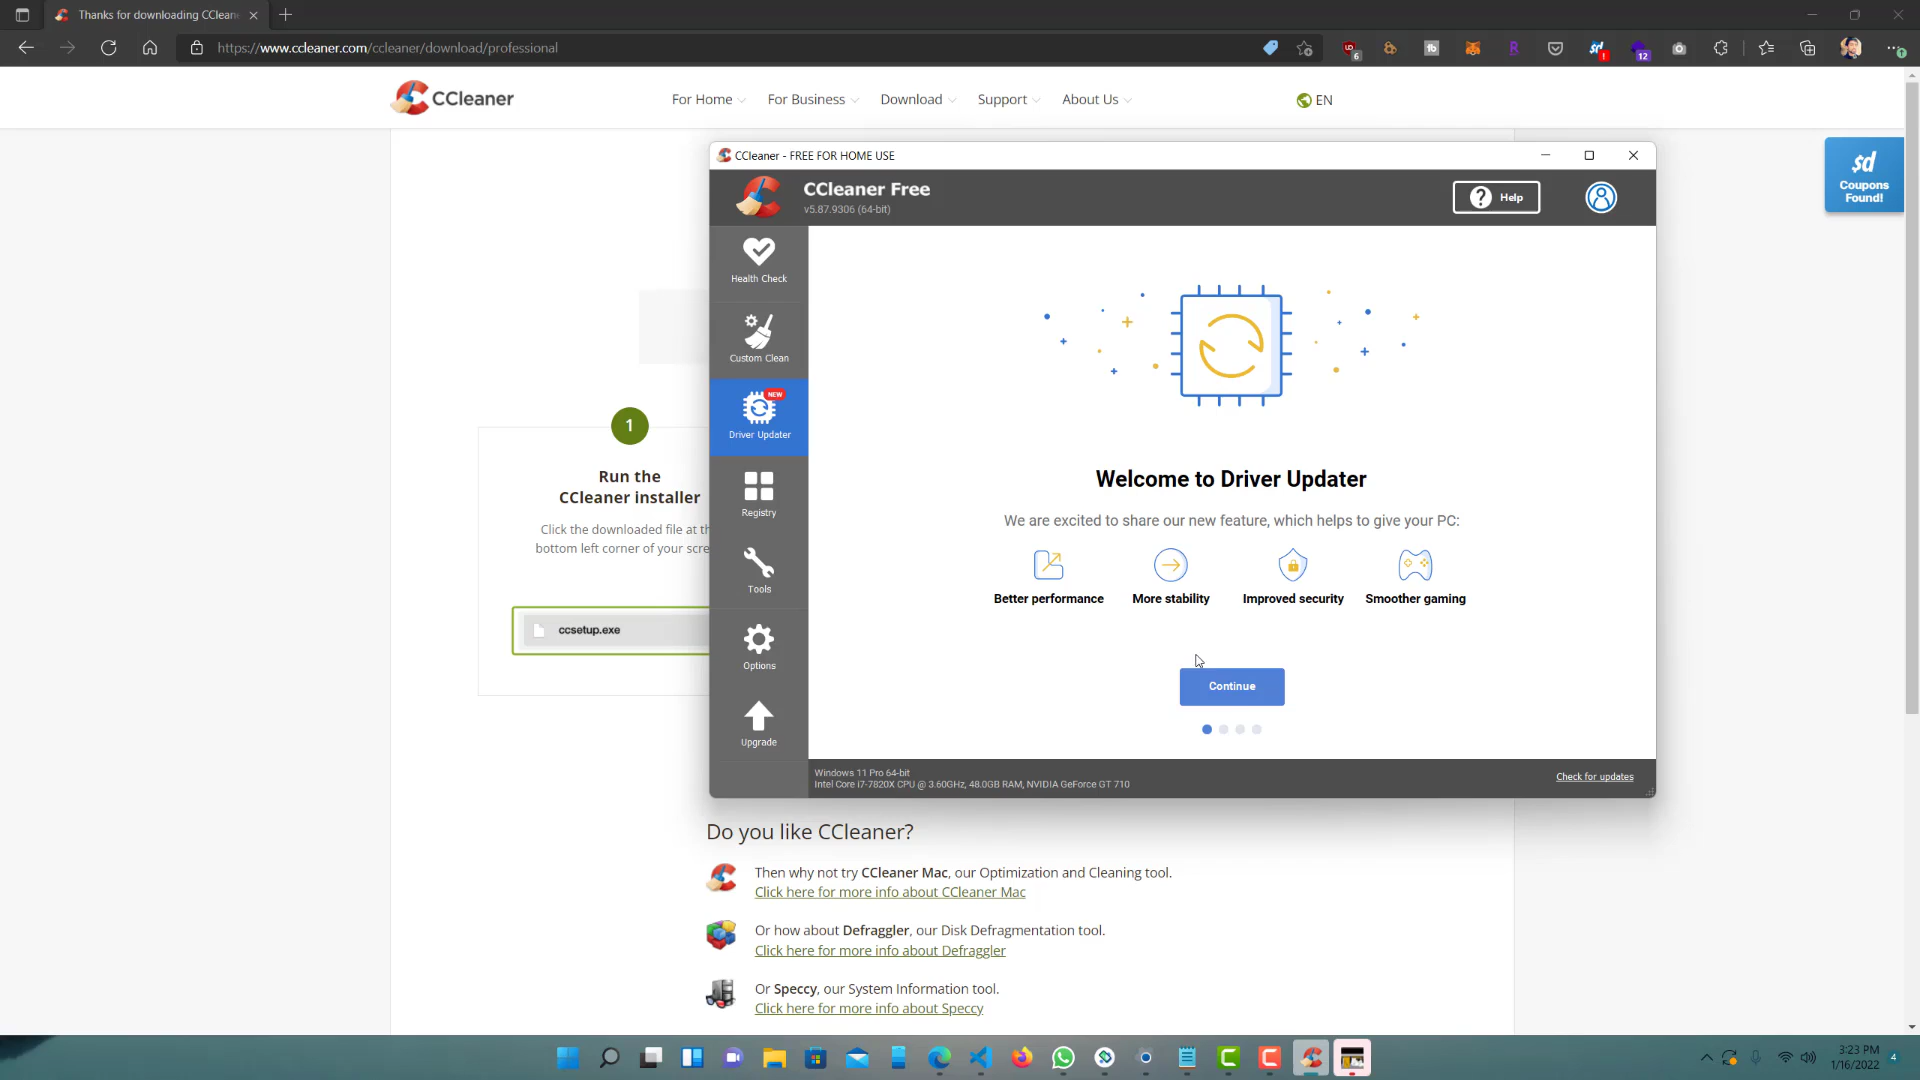 Thanks for downloading CClean
https://www.ccleaner.com/ccleaner/download/professional
6
!
12
CCleaner
For Home
For Business
Download
Support
About Us
EN
$d
Coupons
Found!
1
Run the
CCleaner installer
Click the downloaded file at th
bottom left corner of your scre
ccsetup.exe
CCleaner - FREE FOR HOME USE
CCleaner Free
v5.87.9306 (64-bit)
Help
Health Check
Custom Clean
NEW
Driver Updater
Registry
Tools
Options
Upgrade
Welcome to Driver Updater
We are excited to share our new feature, which helps to give your PC:
Better performance
More stability
Improved security
Smoother gaming
Continue
Windows 11 Pro 64-bit
Intel Core i7-7820X CPU @ 3.60GHz, 48.0GB RAM, NVIDIA GeForce GT 710
Check for updates
Do you like CCleaner?
Then why not try CCleaner Mac, our Optimization and Cleaning tool.
Click here for more info about CCleaner Mac
Or how about Defraggler, our Disk Defragmentation tool.
Click here for more info about Defraggler
Or Speccy, our System Information tool.
Click here for more info about Speccy
3:23 PM
1/16/2022
4